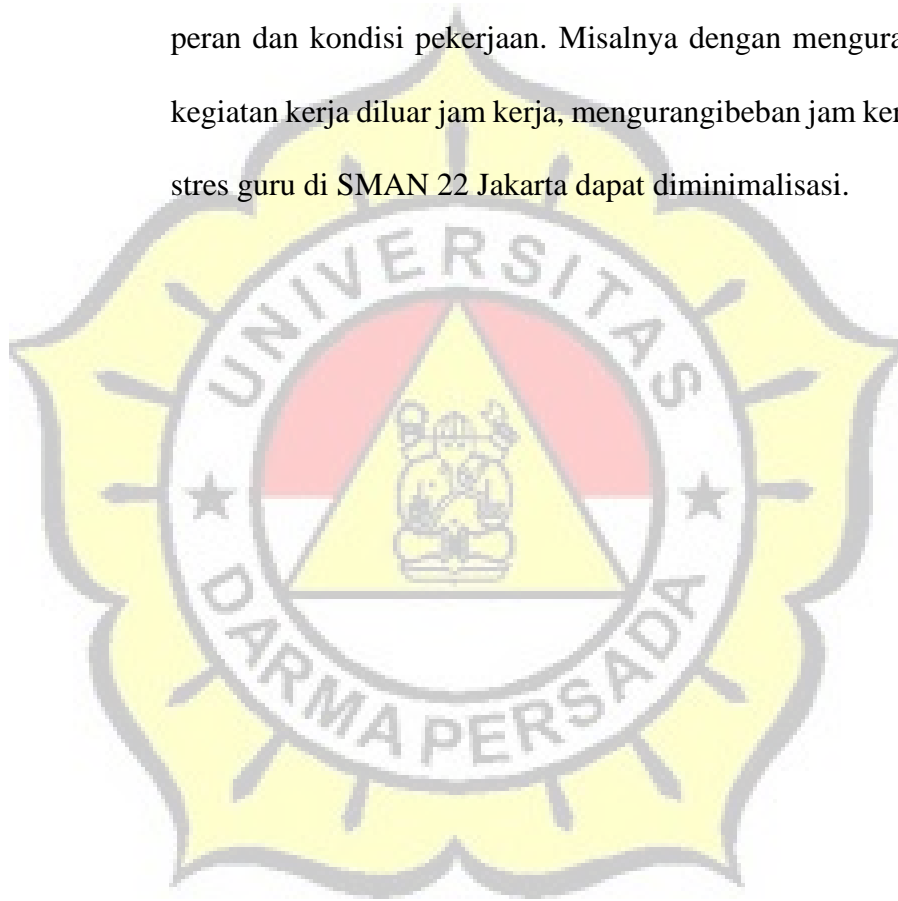 peran dan kondisi pekerjaan. Misalnya dengan mengura
kegiatan kerja diluar jam kerja, mengurangibeban jam ker
stres guru di SMAN 22 Jakarta dapat diminimalisasi.
UNIVERSITAS
DARMA PERSADA